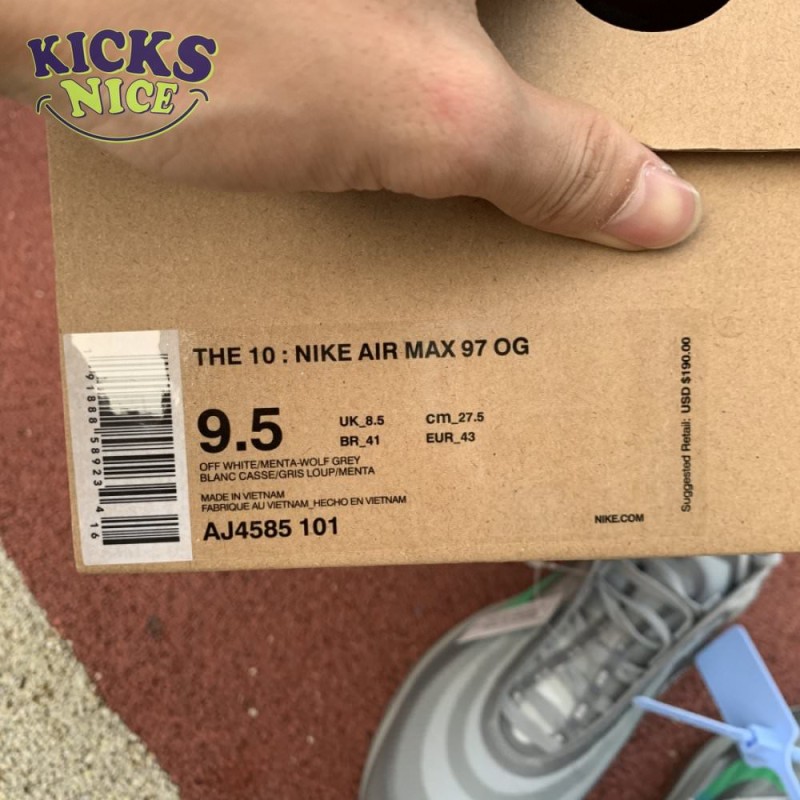 KICKS
NICE
THE 10 : NIKE AIR MAX 97 OG
9.5
UK_8.5
cm_27.5
BR_41
EUR_43
OFF WHITE/MENTA-WOLF GREY
BLANC CASSE/GRIS LOUP/MENTA
MADE IN VIETNAM
FABRIQUE AU VIETNAM_HECHO EN VIETNAM
AJ4585 101
NIKE.COM
Suggested Retail: USD $190.00